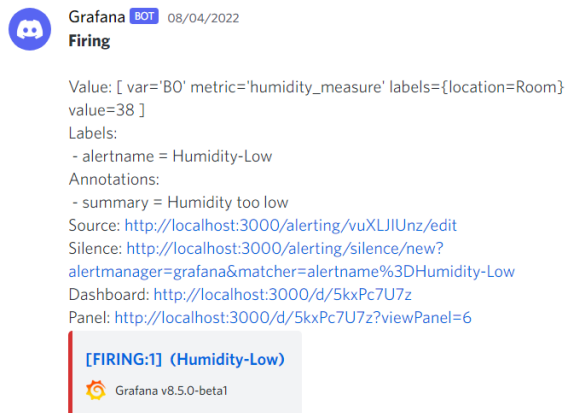 Grafana BOT 08/04/2022
Firing
Value: [ var='B0' metric='humidity_measure' labels={location=Room}
value=38 ]
Labels:
- alertname = Humidity-Low
Annotations:
- summary = Humidity too low
Source: http://localhost:3000/alerting/vuXLJlUnz/edit
Silence: http://localhost:3000/alerting/silence/new?
alertmanager=grafana&matcher=alertname%3DHumidity-Low
Dashboard: http://localhost:3000/d/5kxPc7U7z
Panel: http://localhost:3000/d/5kxPc7U7z?viewPanel=6
[FIRING:1] (Humidity-Low)
Grafana v8.5.0-beta1